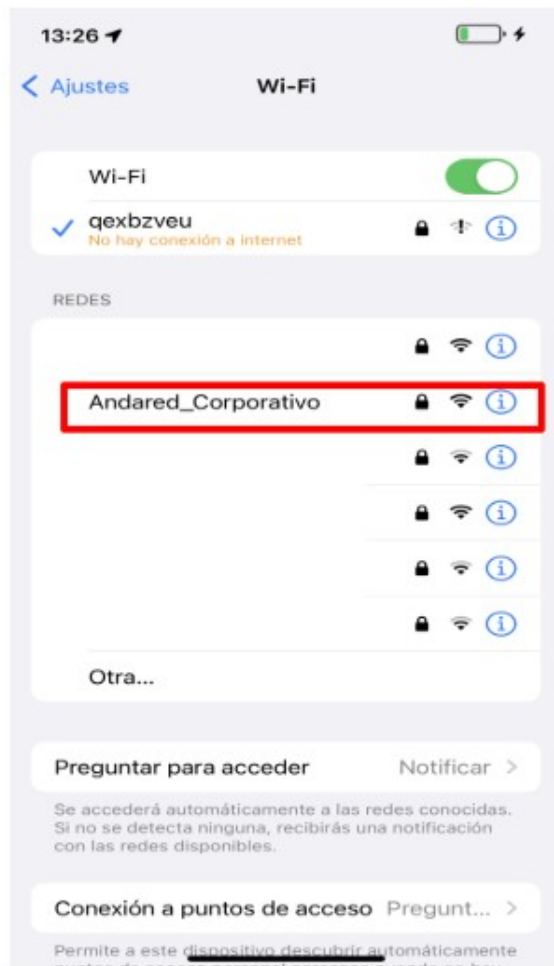 13:26
Ajustes
Wi-Fi
Wi-Fi
qexbzveu
No hay conexión a internet
REDES
Andared_Corporativo
Otra...
Preguntar para acceder Notificar
Se accederá automáticamente a las redes conocidas.
Si no se detecta ninguna, recibirás una notificación
con las redes disponibles.
Conexión a puntos de acceso Pregunt...
Permite a este dispositivo descubrir automáticamente